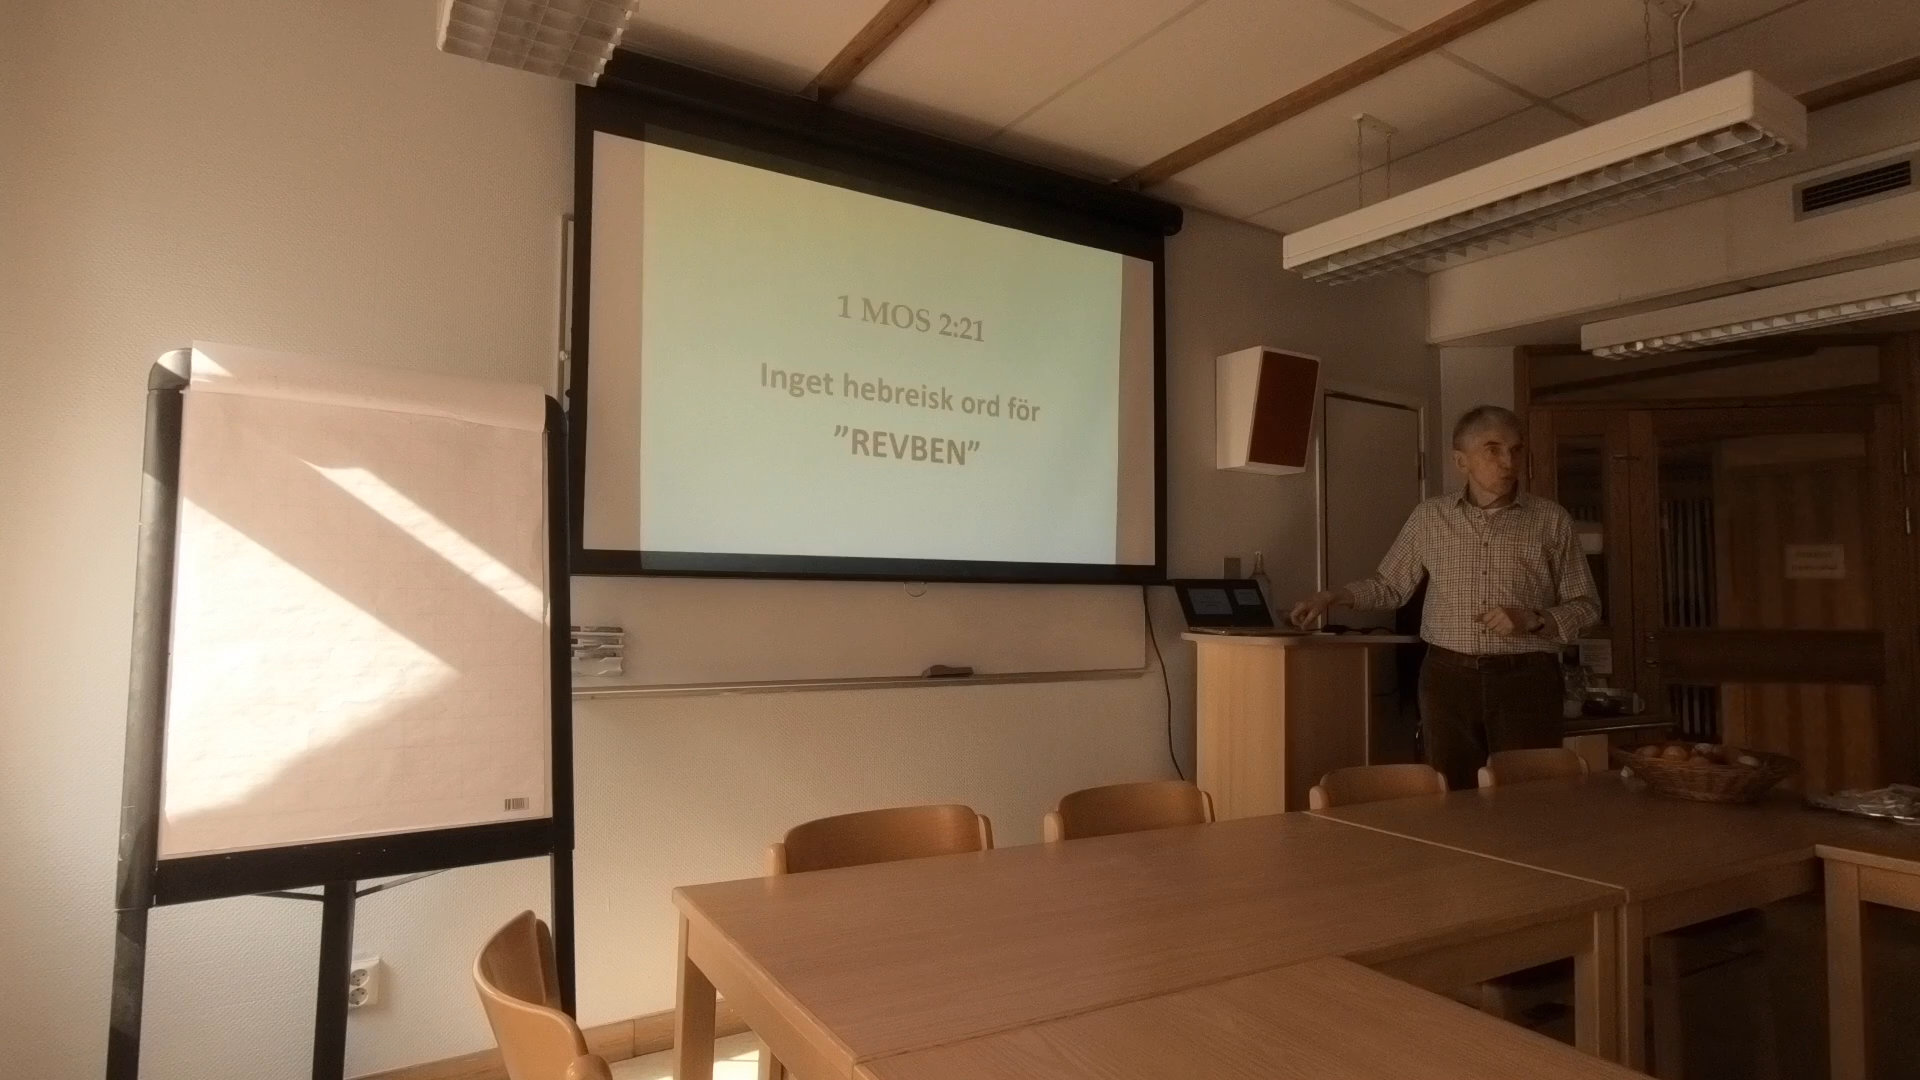 1 MOS 2:21
Inget hebreisk ord för
”REVBEN”